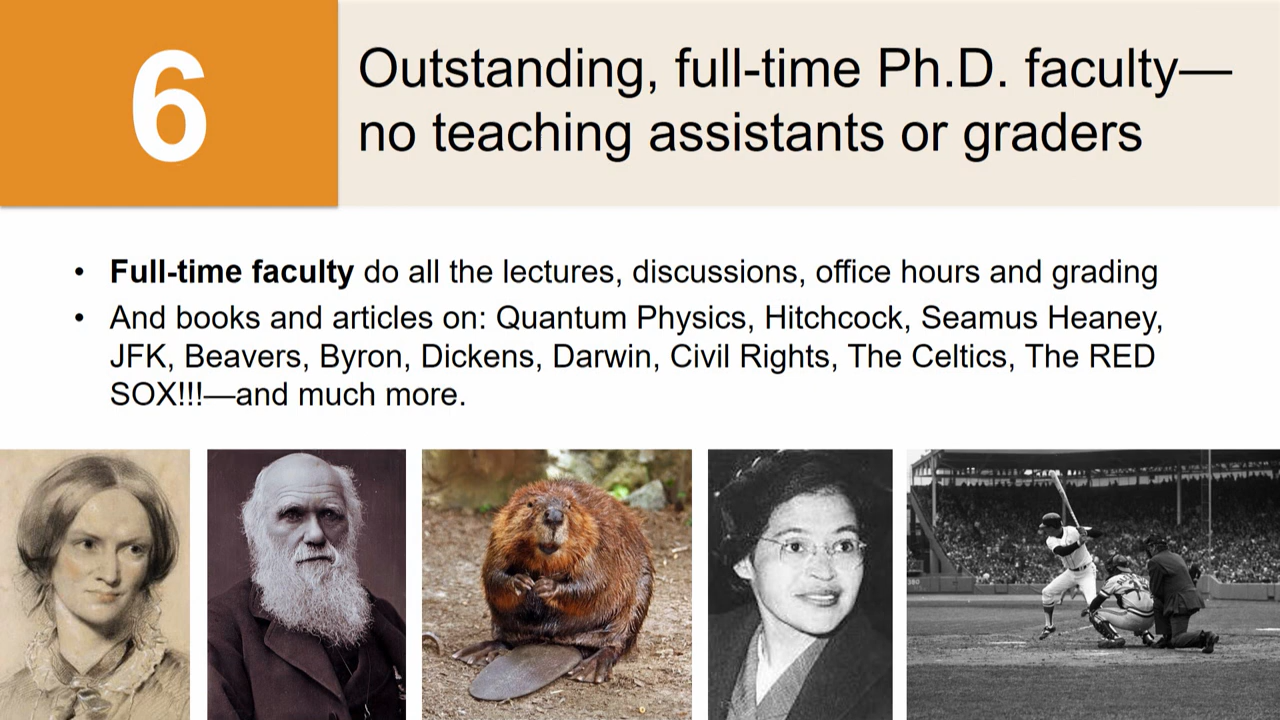 6
Outstanding, full-time Ph.D. faculty—
no teaching assistants or graders
• Full-time faculty do all the lectures, discussions, office hours and grading
• And books and articles on: Quantum Physics, Hitchcock, Seamus Heaney,
JFK, Beavers, Byron, Dickens, Darwin, Civil Rights, The Celtics, The RED
SOX!!!—and much more.
380